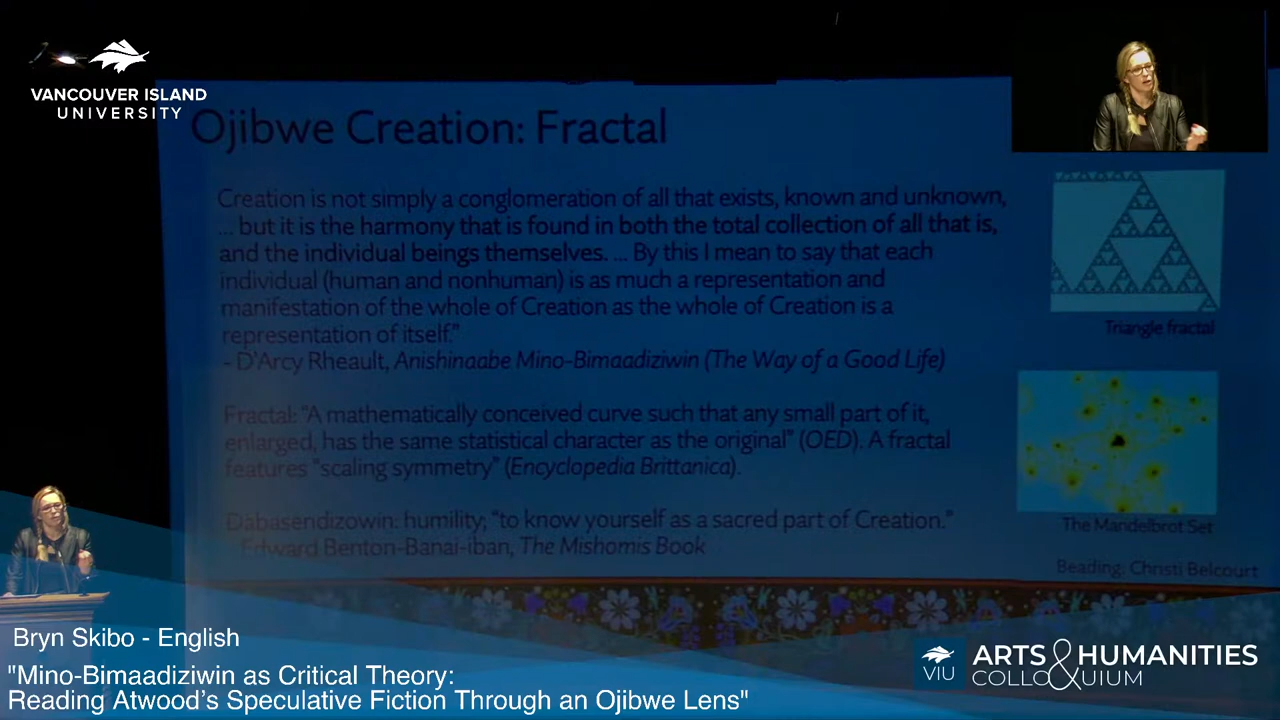 VANCOUVER ISLAND
UNIVERSITY
Ojibwe Creation: Fractal
Creation is not simply a conglomeration of all that exists, known and unknown,
... but it is the harmony that is found in both the total collection of all that is,
and the individual beings themselves. ... By this I mean to say that each
individual (human and nonhuman) is as much a representation and
manifestation of the whole of Creation as the whole of Creation is a
representation of itself."
- D'Arcy Rheault, Anishinaabe Mino-Bimaadiziwin (The Way of a Good Life)
Fractal: "A mathematically conceived curve such that any small part of it,
enlarged, has the same statistical character as the original" (OED). A fractal
features "scaling symmetry" (Encyclopedia Brittanica).
Dabasendizowin: humility; "to know yourself as a sacred part of Creation."
Edward Benton-Banai-iban, The Mishomis Book
Triangle fractal
The Mandelbrot Set
Beading: Christi Belcourt
Bryn Skibo - English
"Mino-Bimaadiziwin as Critical Theory:
Reading Atwood's Speculative Fiction Through an Ojibwe Lens"
VIU
ARTS & HUMANITIES
COLLOQUIUM